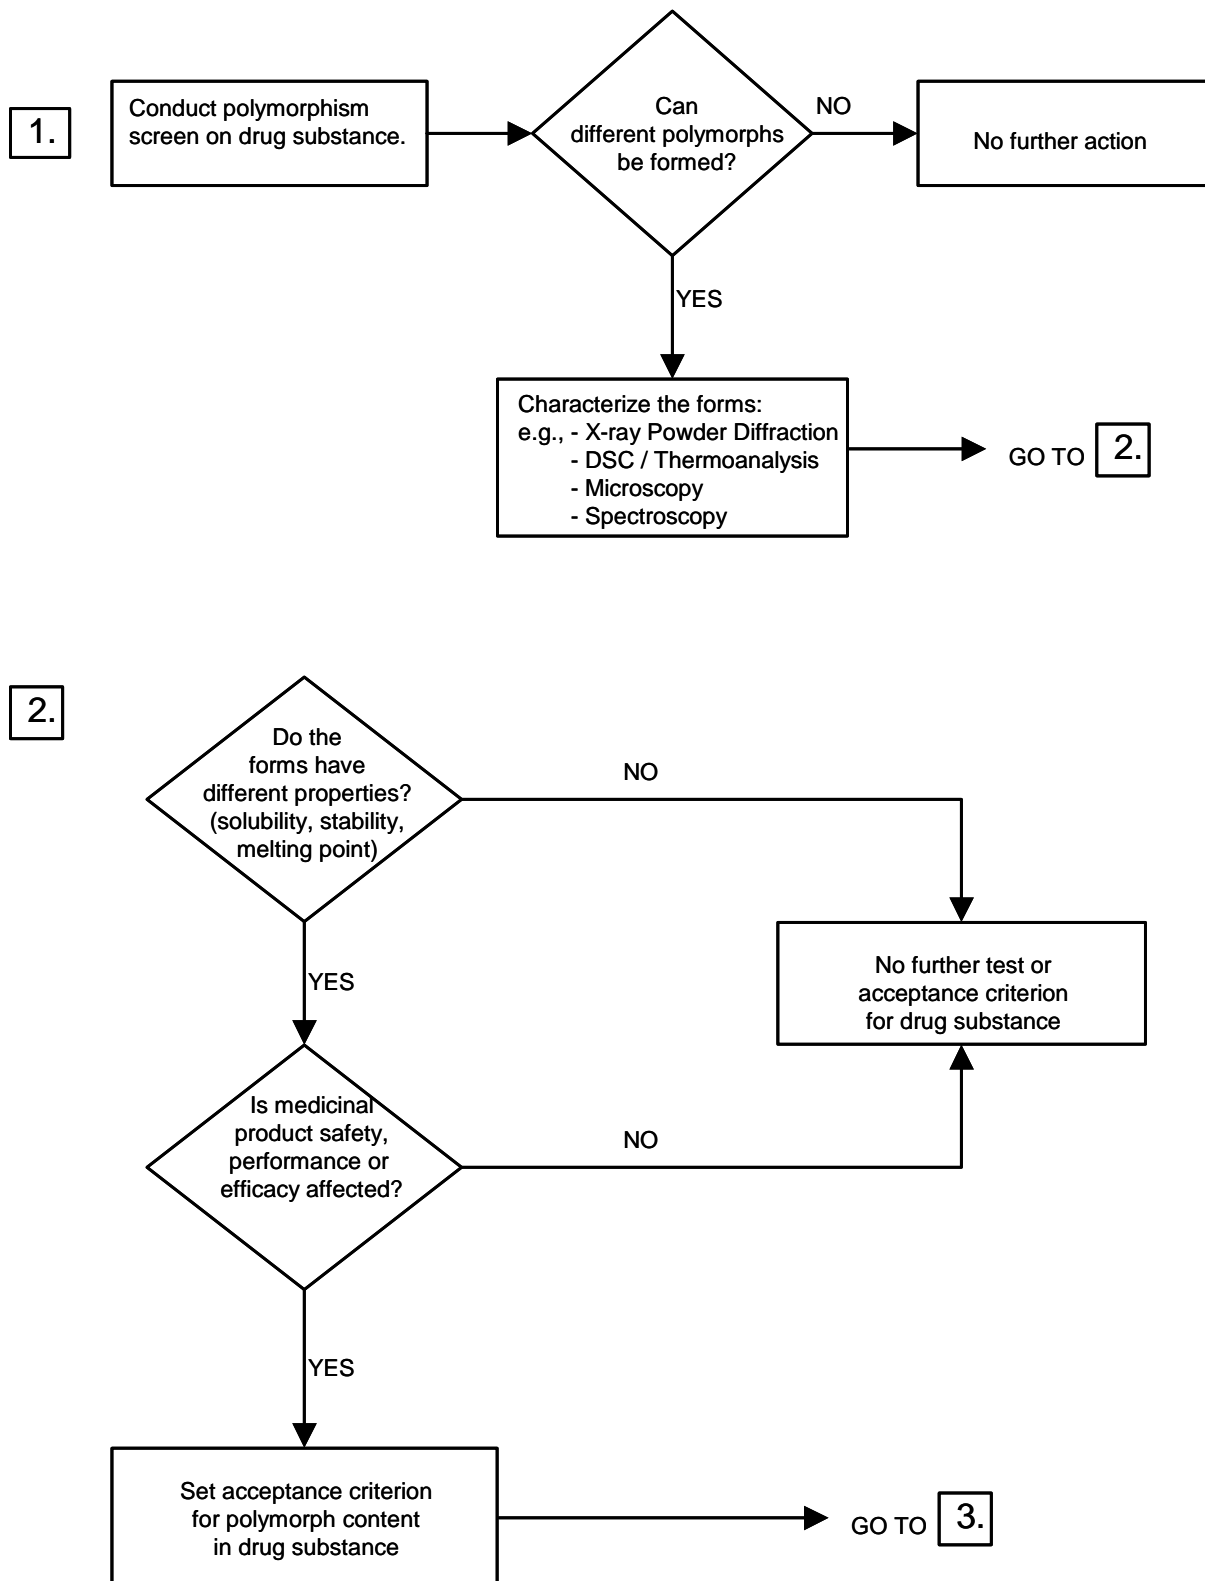 1.
Conduct polymorphism
screen on drug substance.
Can
different polymorphs
be formed?
NO
No further action
YES
Characterize the forms:
e.g., - X-ray Powder Diffraction
- DSC / Thermoanalysis
- Microscopy
- Spectroscopy
GO TO 2.
2.
Do the
forms have
different properties?
(solubility, stability,
melting point)
NO
No further test or
acceptance criterion
for drug substance
YES
Is medicinal
product safety,
performance or
efficacy affected?
NO
YES
Set acceptance criterion
for polymorph content
in drug substance
GO TO 3.